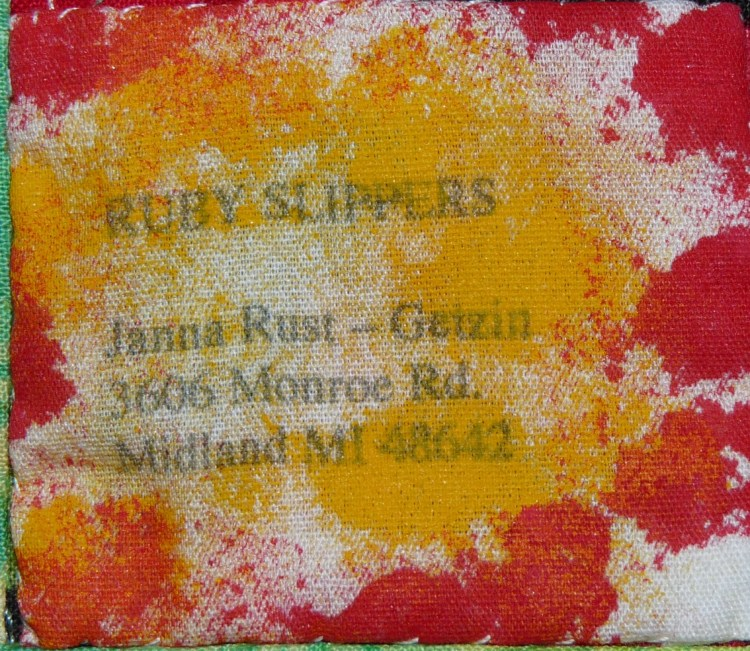 RUBY SLIPPERS
Janna Rust - Getzin
3606 Monroe Rd.
Midland MI 48642